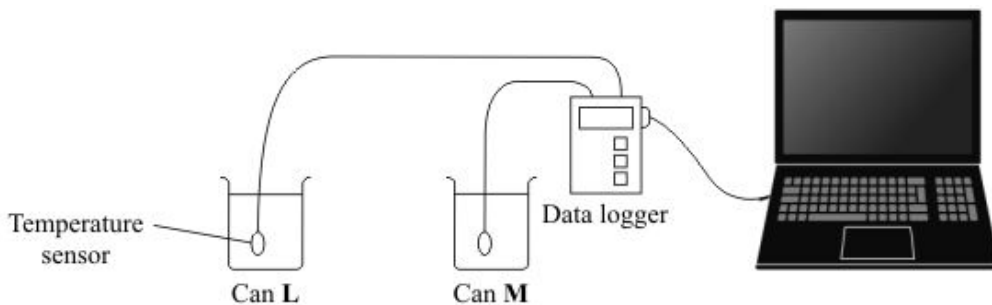 Temperature
sensor
Can L
Can M
Data logger